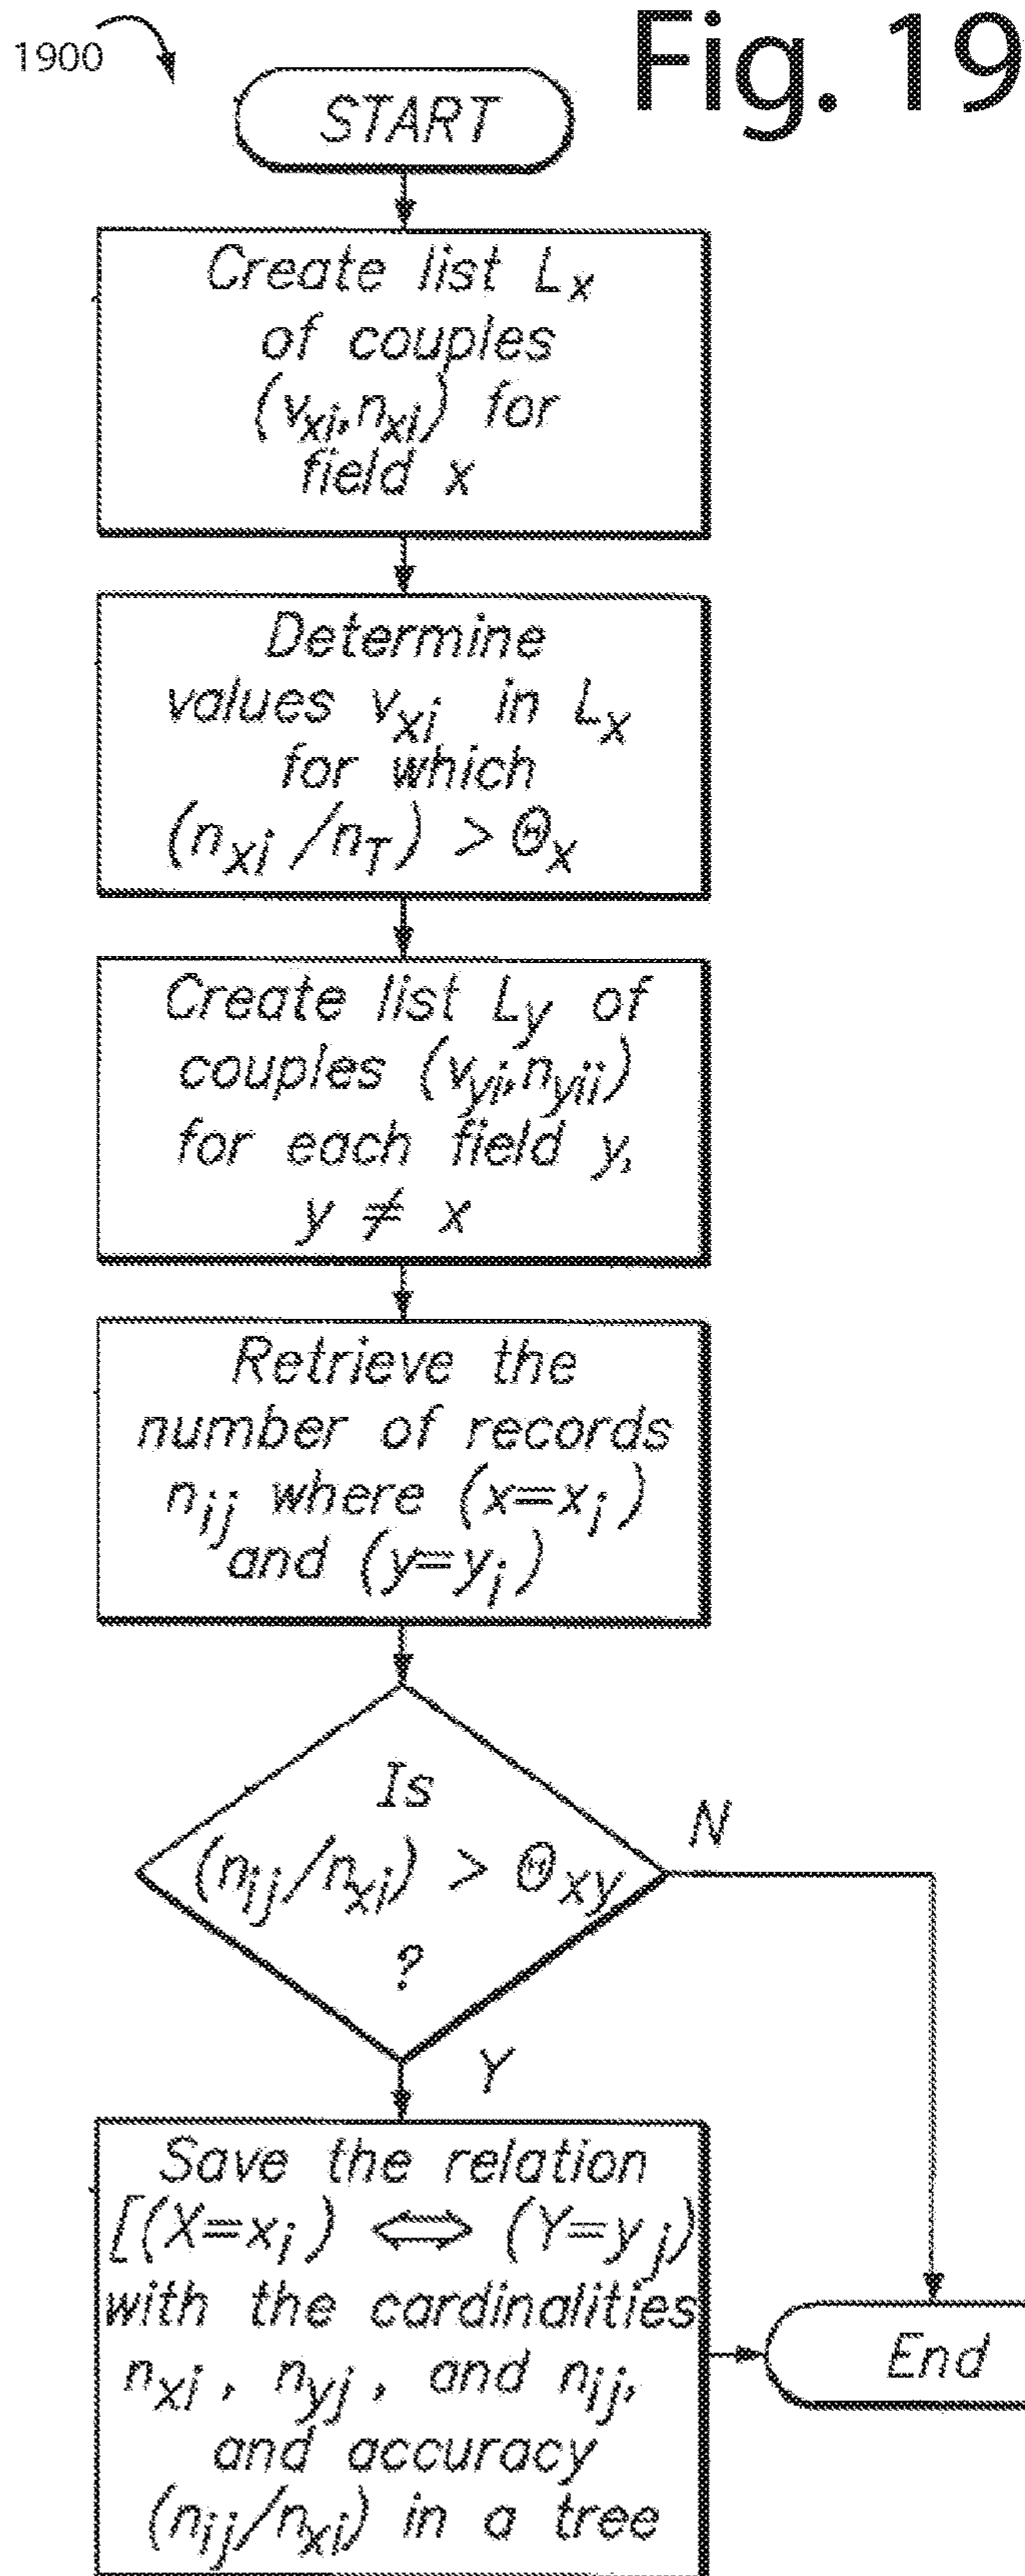 1900
Fig. 19
START
Create list Lx
of couples
(vxi,nxi) for
field x
Determine
values vxi in Lx
for which
(nxi /nT) > Θx
Create list Ly of
couples (vyi,nyii)
for each field y,
y ≠ x
Retrieve the
number of records
nij where (x=xi)
and (y=yi)
Is
(nij/nxi) > Θxy
?
N
Y
Save the relation
[(X=xi) ⟺ (Y=yj)
with the cardinalities
nxi, nyj, and nij,
and accuracy
(nij/nxi) in a tree
End